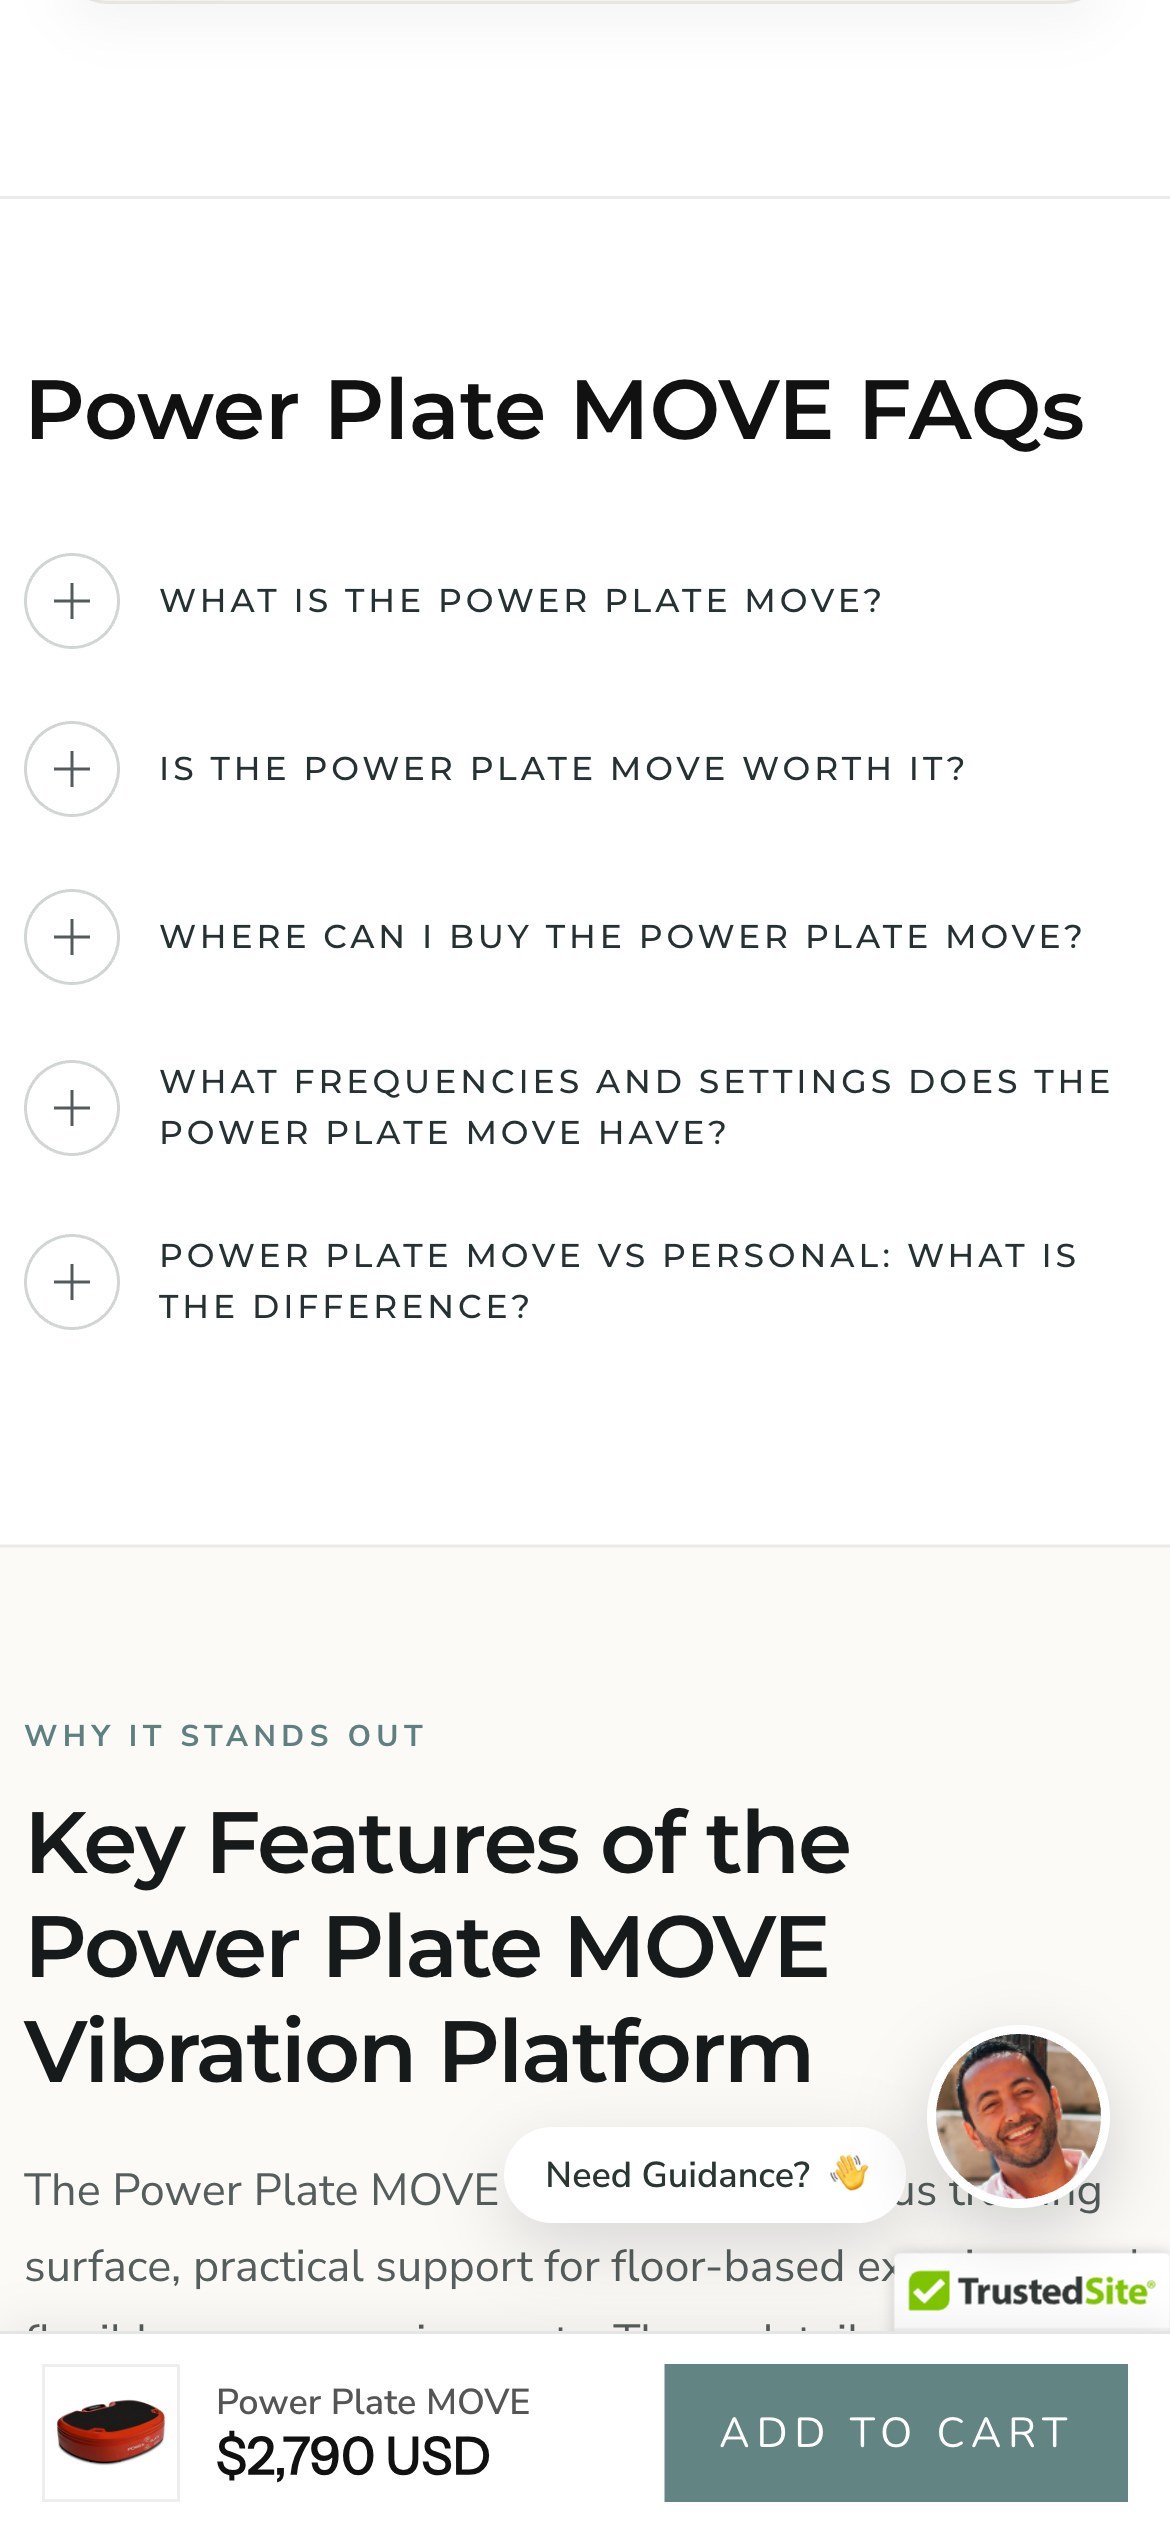 Power Plate MOVE FAQs
WHAT IS THE POWER PLATE MOVE?
IS THE POWER PLATE MOVE WORTH IT?
WHERE CAN I BUY THE POWER PLATE MOVE?
WHAT FREQUENCIES AND SETTINGS DOES THE
POWER PLATE MOVE HAVE?
POWER PLATE MOVE VS PERSONAL: WHAT IS
THE DIFFERENCE?
WHY IT STANDS OUT
Key Features of the
Power Plate MOVE
Vibration Platform
The Power Plate MOVE
Need Guidance? 👋
surface, practical support for floor-based
TrustedSite
Power Plate MOVE
$2,790 USD
ADD TO CART